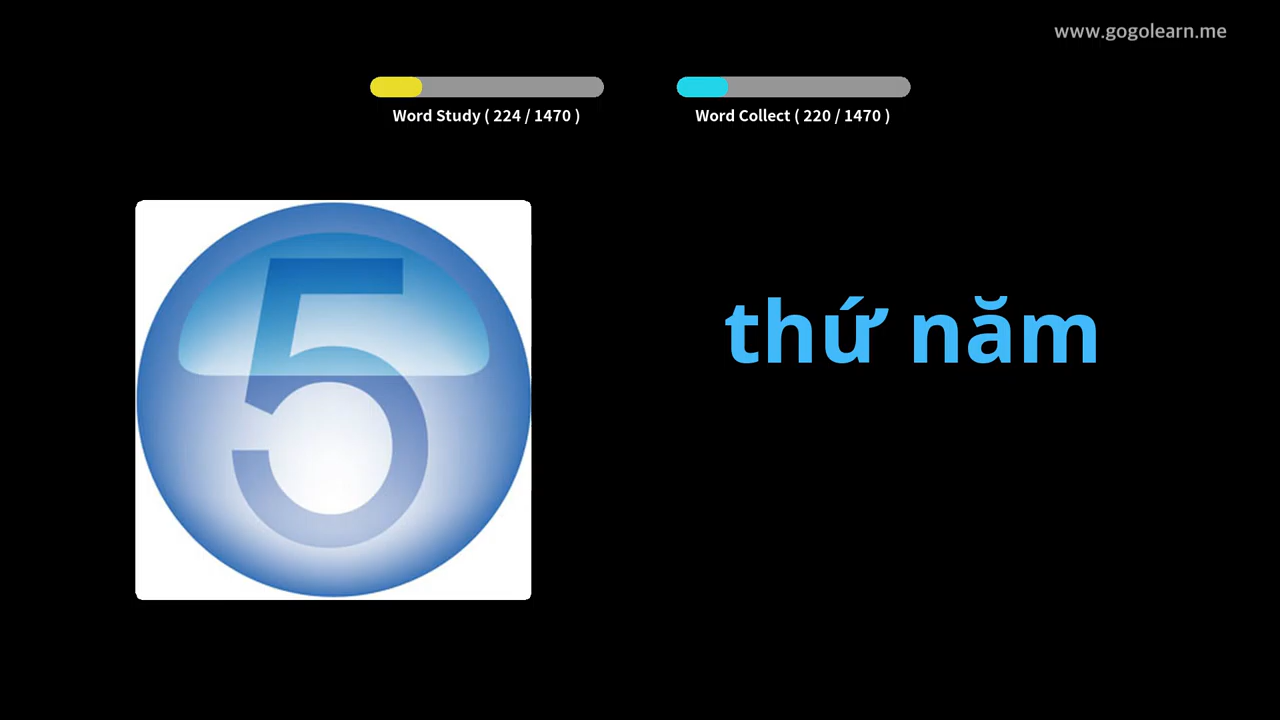 www.gogolearn.me
Word Study ( 224 / 1470 )
Word Collect ( 220 / 1470 )
5
thứ năm